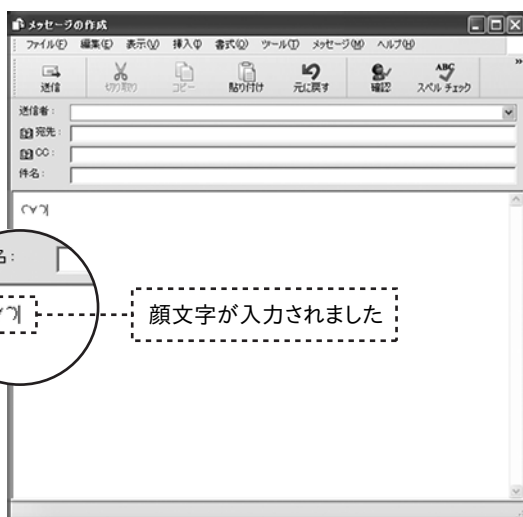 メッセージの作成
ファイル(F) 編集(E) 表示(V) 挿入(I) 書式(O) ツール(T) メッセージ(M) ヘルプ(H)
送信 切り取り コピー 貼り付け 元に戻す 確認 スペル チェック »
送信者:
宛先:
CC:
件名:
名:
顔文字が入力されました